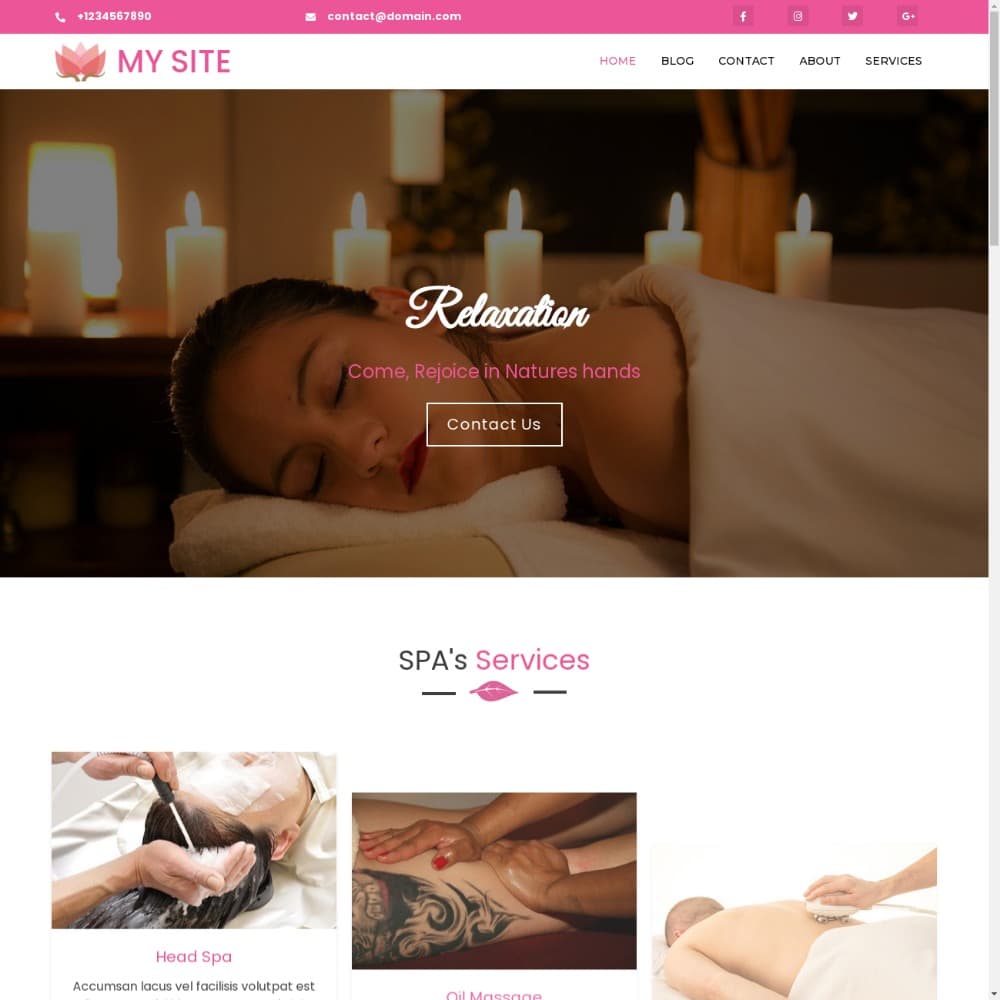 +1234567890
contact@domain.com
MY SITE
HOME
BLOG
CONTACT
ABOUT
SERVICES
Relaxation
Come, Rejoice in Natures hands
Contact Us
SPA's Services
Head Spa
Accumsan lacus vel facilisis volutpat est
Oil Massage